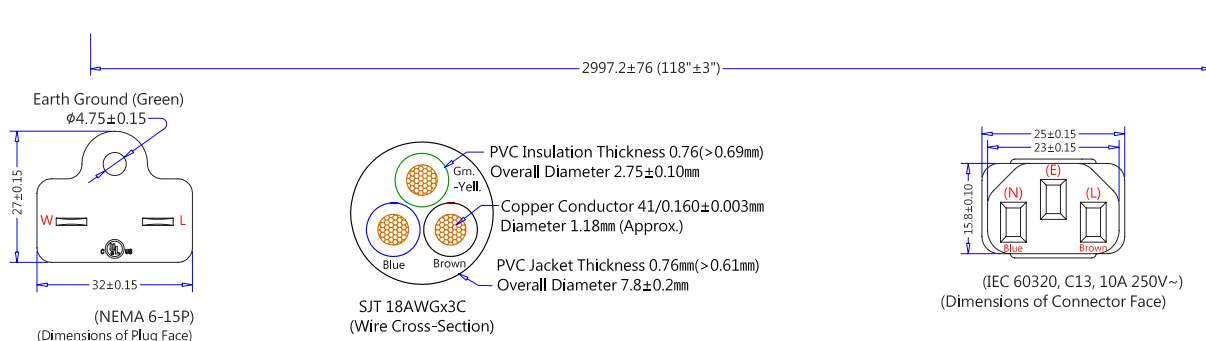 2997.2±76 (118"±3")
Earth Ground (Green)
ø4.75±0.15
27±0.15
W
L
c UL us
32±0.15
(NEMA 6-15P)
(Dimensions of Plug Face)
PVC Insulation Thickness 0.76(>0.69mm)
Overall Diameter 2.75±0.10mm
Grn.
-Yell.
Copper Conductor 41/0.160±0.003mm
Diameter 1.18mm (Approx.)
Blue
Brown
PVC Jacket Thickness 0.76mm(>0.61mm)
Overall Diameter 7.8±0.2mm
SJT 18AWGx3C
(Wire Cross-Section)
25±0.15
23±0.15
15.8±0.10
(E)
(N)
(L)
Blue
Brown
(IEC 60320, C13, 10A 250V~)
(Dimensions of Connector Face)